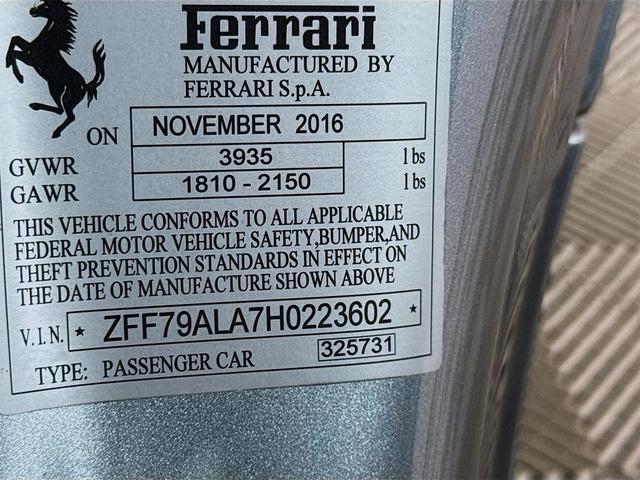 Ferrari
MANUFACTURED BY
FERRARI S.p.A.
ON NOVEMBER 2016
GVWR 3935 lbs
GAWR 1810 - 2150 lbs
THIS VEHICLE CONFORMS TO ALL APPLICABLE
FEDERAL MOTOR VEHICLE SAFETY,BUMPER,AND
THEFT PREVENTION STANDARDS IN EFFECT ON
THE DATE OF MANUFACTURE SHOWN ABOVE
V.I.N. * ZFF79ALA7H0223602 *
TYPE: PASSENGER CAR 325731